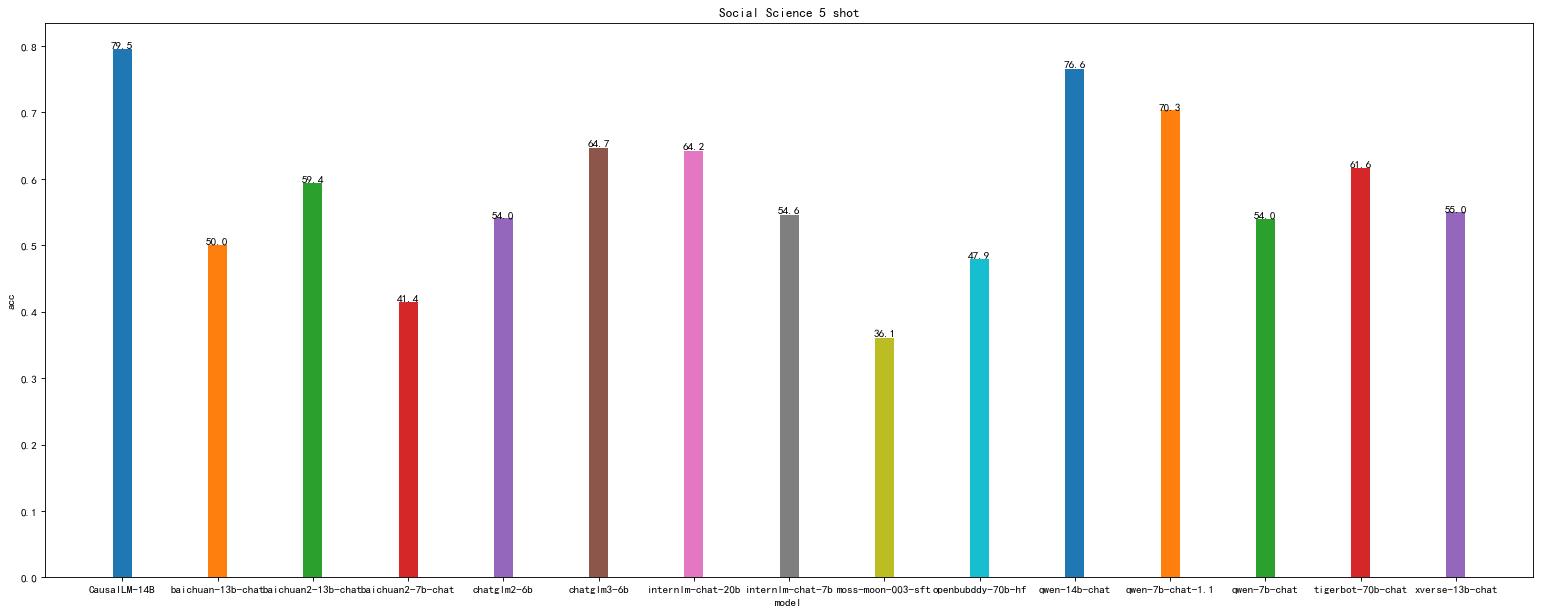 Social Science 5 shot
79.5
50.0
59.4
41.4
54.0
64.7
64.2
54.6
36.1
47.9
76.6
70.3
54.0
61.6
55.0
0.8
0.7
0.6
0.5
0.4
0.3
0.2
0.1
0.0
acc
CausalLM-14B
baichuan-13b-chat
baichuan2-13b-chat
baichuan2-7b-chat
chatglm2-6b
chatglm3-6b
internlm-chat-20b
internlm-chat-7b
moss-moon-003-sft
openbubddy-70b-hf
qwen-14b-chat
qwen-7b-chat-1.1
qwen-7b-chat
tigerbot-70b-chat
xverse-13b-chat
model